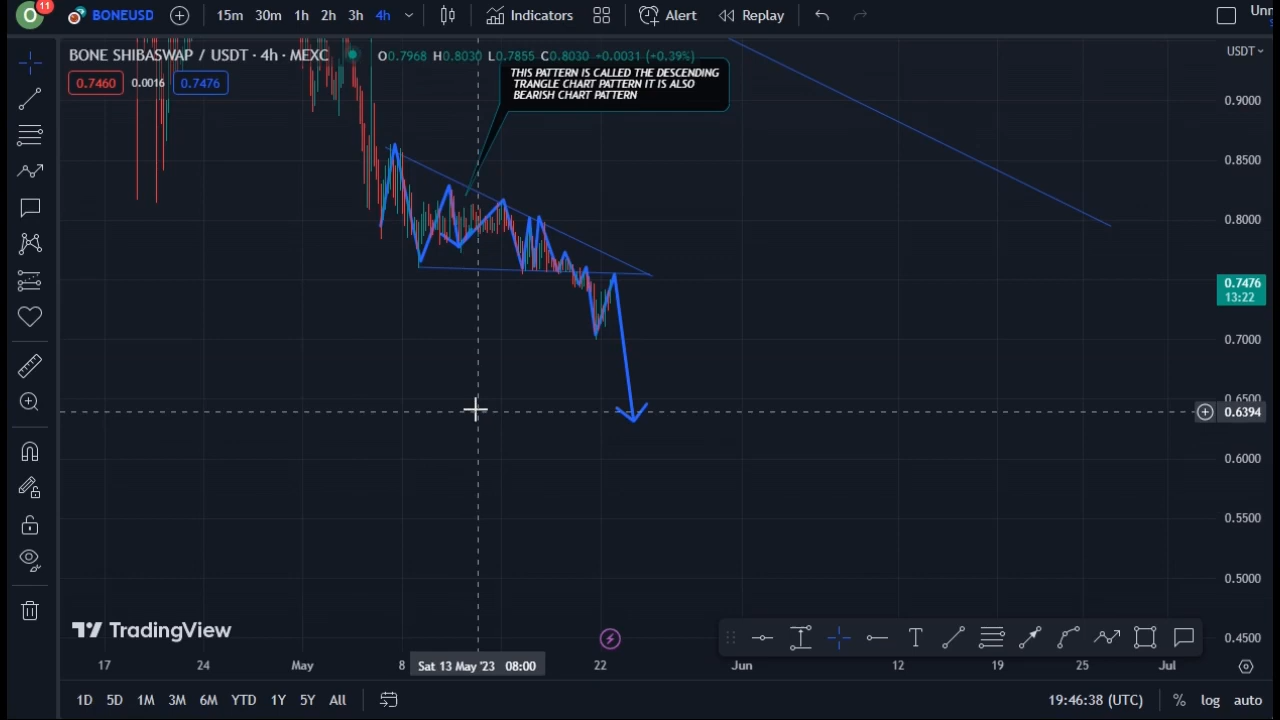 O 11 BONEUSD 15m 30m 1h 2h 3h 4h Indicators Alert Replay
BONE SHIBASWAP / USDT · 4h · MEXC O0.7968 H0.8030 L0.7855 C0.8030 +0.0031 (+0.39%) USDT
0.7460 0.0016 0.7476
THIS PATTERN IS CALLED THE DESCENDING
TRANGLE CHART PATTERN IT IS ALSO
BEARISH CHART PATTERN
0.9000
0.8500
0.8000
0.7476
13:22
0.7000
0.6500
0.6394
0.6000
0.5500
0.5000
0.4500
TradingView
T
17 24 May 8 Sat 13 May '23 08:00 22 Jun 12 19 25 Jul
1D 5D 1M 3M 6M YTD 1Y 5Y All 19:46:38 (UTC) % log auto